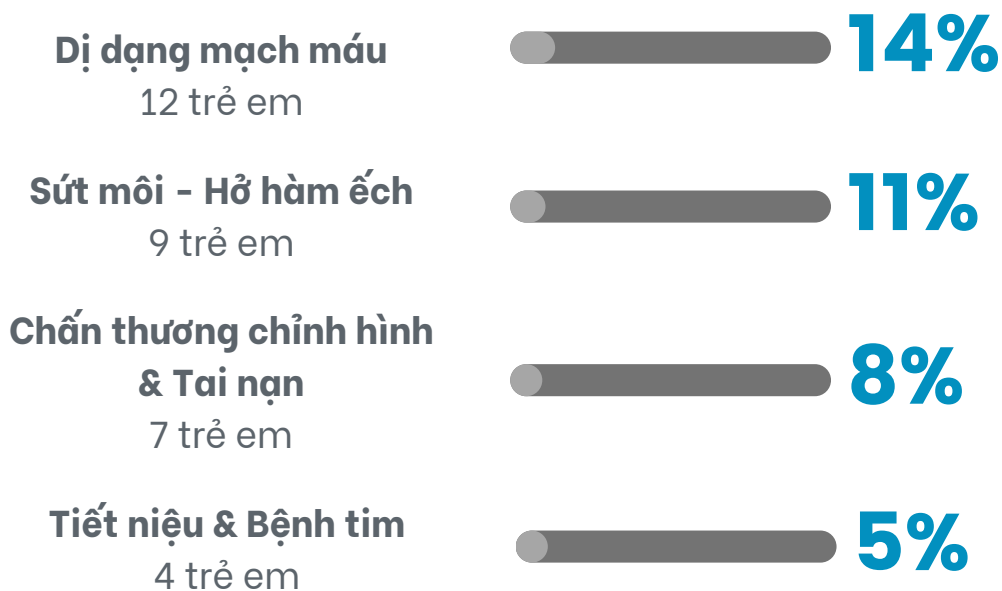 Dị dạng mạch máu
12 trẻ em
14%
Sứt môi - Hở hàm ếch
9 trẻ em
11%
Chấn thương chỉnh hình
& Tai nạn
7 trẻ em
8%
Tiết niệu & Bệnh tim
4 trẻ em
5%